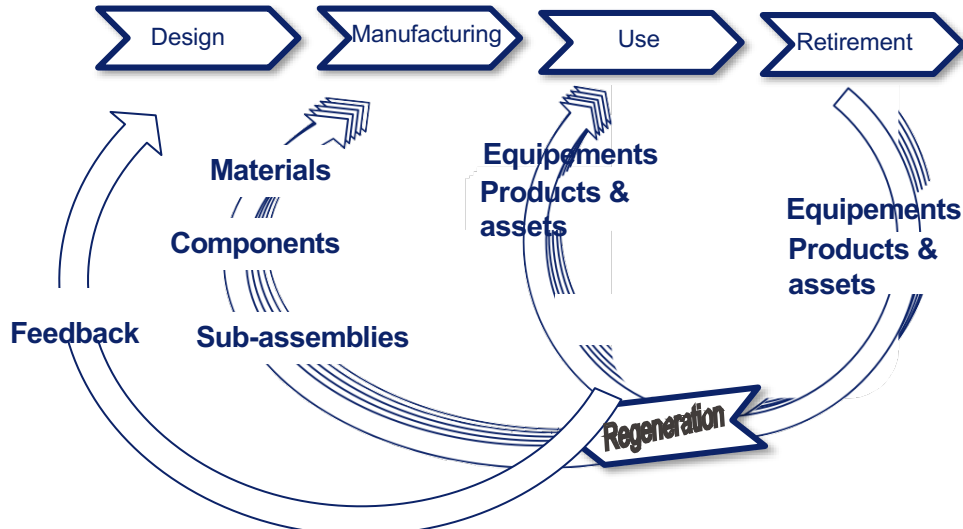 Design
Manufacturing
Use
Retirement
Materials
Components
Sub-assemblies
Feedback
Equipements
Products &
assets
Equipements
Products &
assets
Regeneration